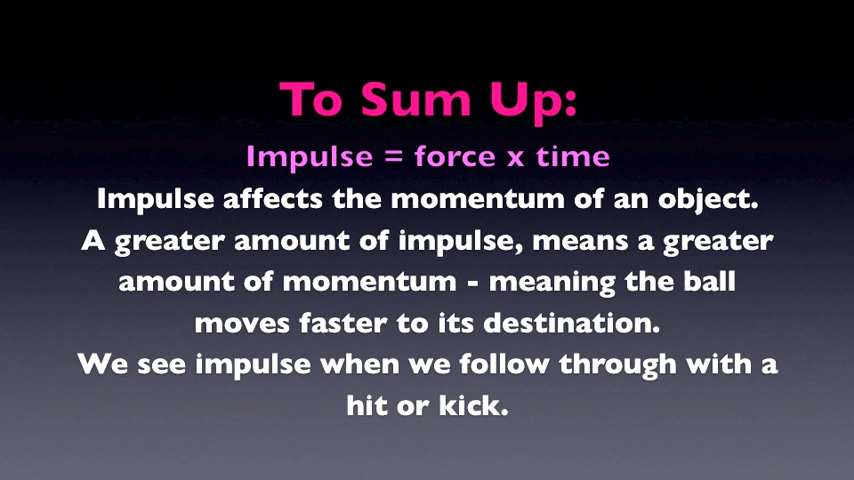 To Sum Up:
Impulse = force x time
Impulse affects the momentum of an object.
A greater amount of impulse, means a greater
amount of momentum - meaning the ball
moves faster to its destination.
We see impulse when we follow through with a
hit or kick.